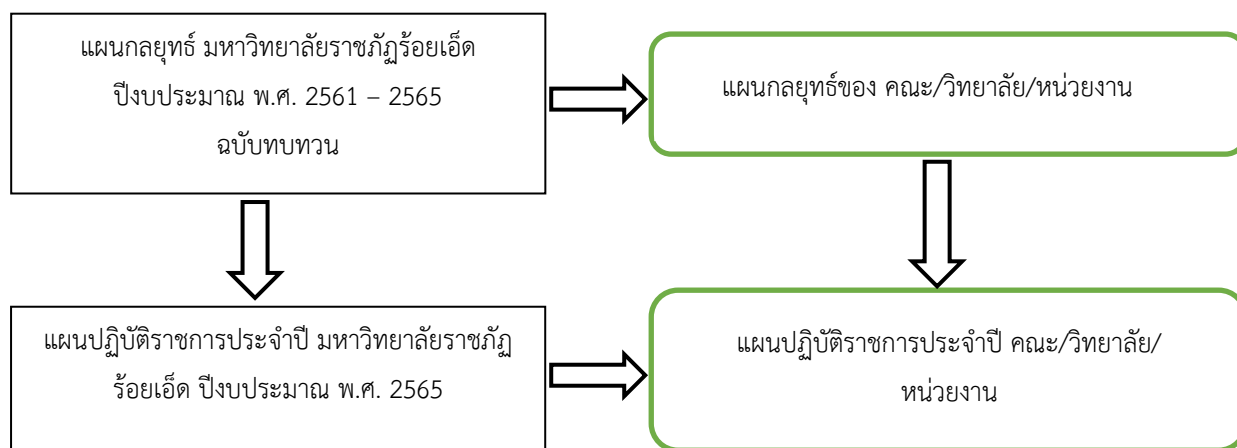 แผนกลยุทธ์ มหาวิทยาลัยราชภัฏร้อยเอ็ด
ปีงบประมาณ พ.ศ. 2561 – 2565
ฉบับทบทวน
แผนกลยุทธ์ของ คณะ/วิทยาลัย/หน่วยงาน
แผนปฏิบัติราชการประจำปี มหาวิทยาลัยราชภัฏ
ร้อยเอ็ด ปีงบประมาณ พ.ศ. 2565
แผนปฏิบัติราชการประจำปี คณะ/วิทยาลัย/
หน่วยงาน